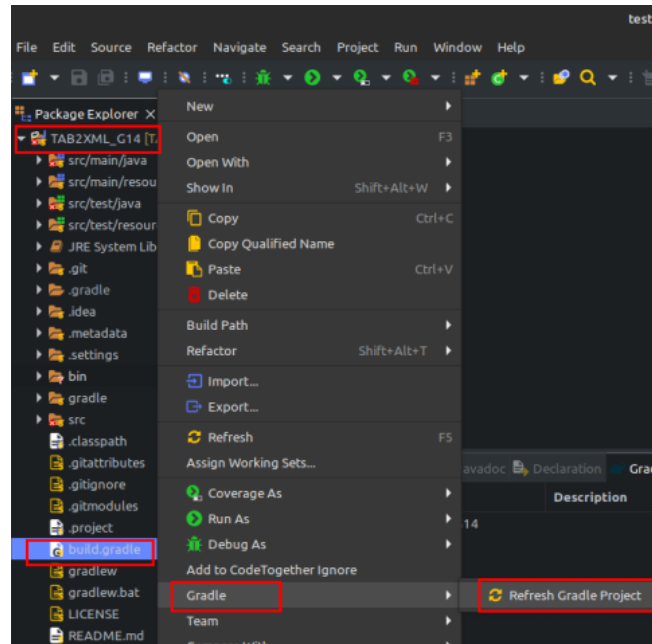 test
File Edit Source Refactor Navigate Search Project Run Window Help
Package Explorer
TAB2XML_G14 [T
src/main/java
src/main/resou
src/test/java
src/test/resour
JRE System Lib
.git
.gradle
.idea
.metadata
.settings
bin
gradle
src
.classpath
.gitattributes
.gitignore
.gitmodules
.project
build.gradle
gradlew
gradlew.bat
LICENSE
README.md
New
Open F3
Open With
Show In Shift+Alt+W
Copy Ctrl+C
Copy Qualified Name
Paste Ctrl+V
Delete
Build Path
Refactor Shift+Alt+T
Import...
Export...
Refresh F5
Assign Working Sets...
Coverage As
Run As
Debug As
Add to CodeTogether Ignore
Gradle
Team
Compare With
Refresh Gradle Project
avadoc Declaration Gra
Description
14